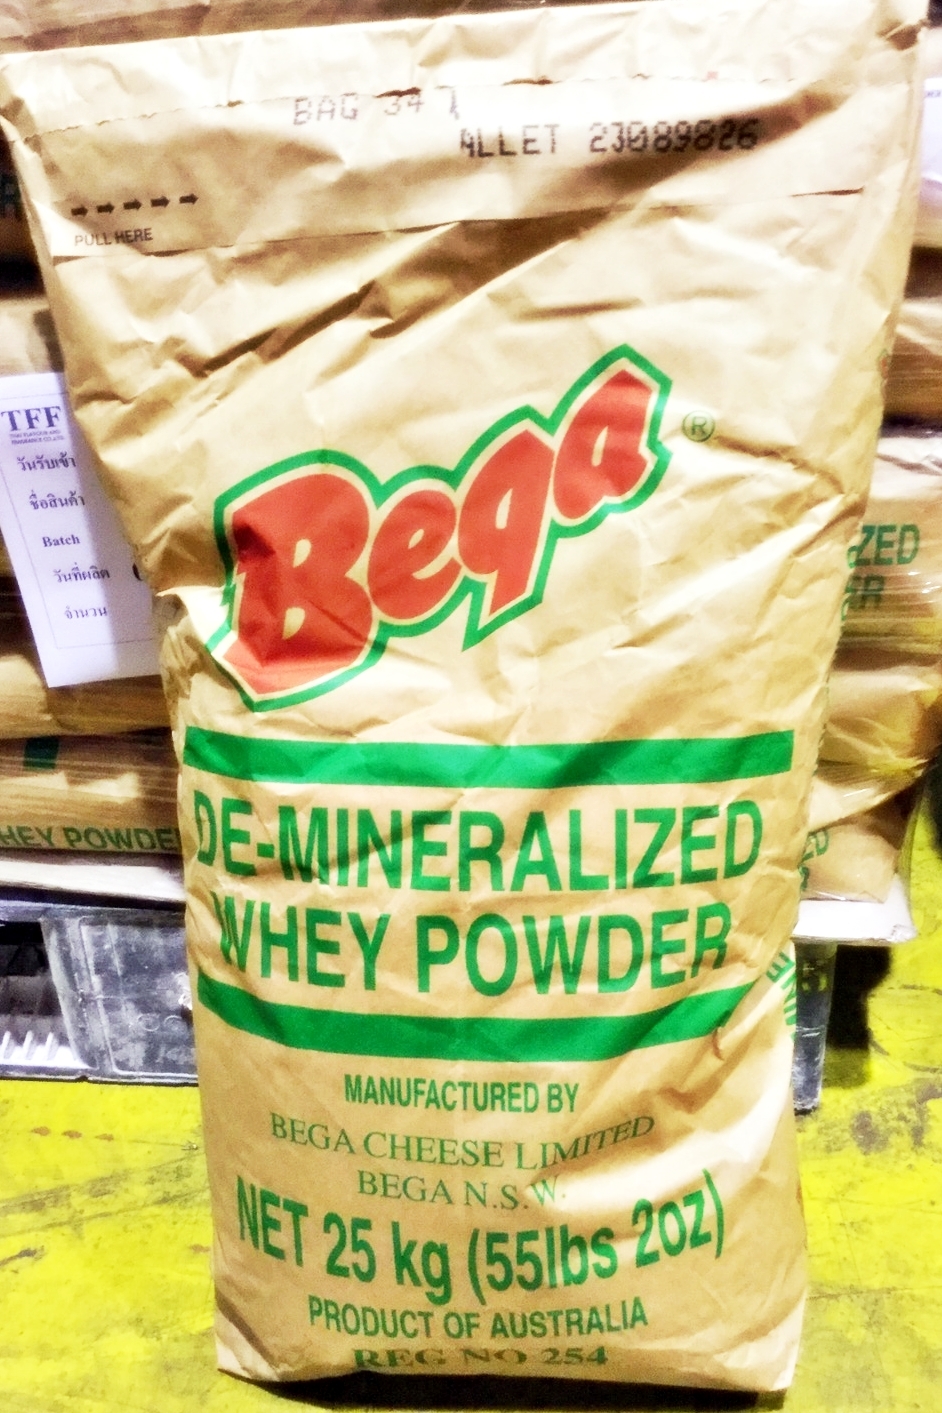 BAG 347
ALLET 23089826
PULL HERE
Bega ®
TFF
วันรับเข้า
ชื่อสินค้า
Batch
วันที่ผลิต
จำนวน
ZED
ER
DE-MINERALIZED
WHEY POWDER
HEY POWDE
MANUFACTURED BY
BEGA CHEESE LIMITED
BEGA N.S.W.
NET 25 kg (55lbs 2oz)
PRODUCT OF AUSTRALIA
REG NO 254